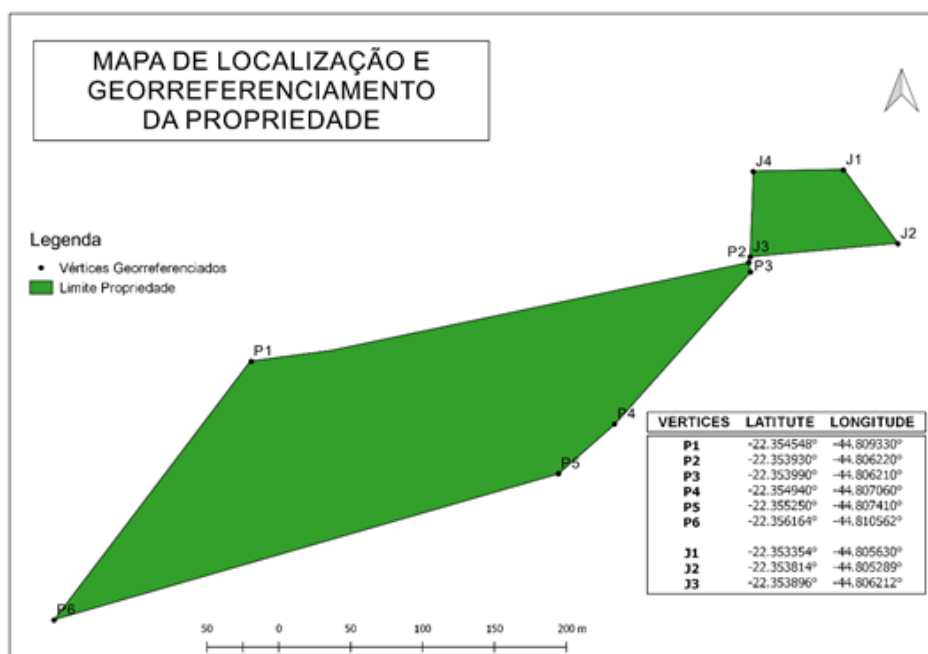 MAPA DE LOCALIZAÇÃO E
GEORREFERENCIAMENTO
DA PROPRIEDADE
J4
J1
J2
J3
P2
P3
Legenda
Vértices Georreferenciados
Limite Propriedade
P1
P4
P5
P6
VERTICES LATITUTE LONGITUDE
P1 -22.354548° -44.809330°
P2 -22.353930° -44.806220°
P3 -22.353990° -44.806210°
P4 -22.354940° -44.807060°
P5 -22.355250° -44.807410°
P6 -22.356164° -44.810562°
J1 -22.353354° -44.805630°
J2 -22.353814° -44.805289°
J3 -22.353896° -44.806212°
50 0 50 100 150 200 m